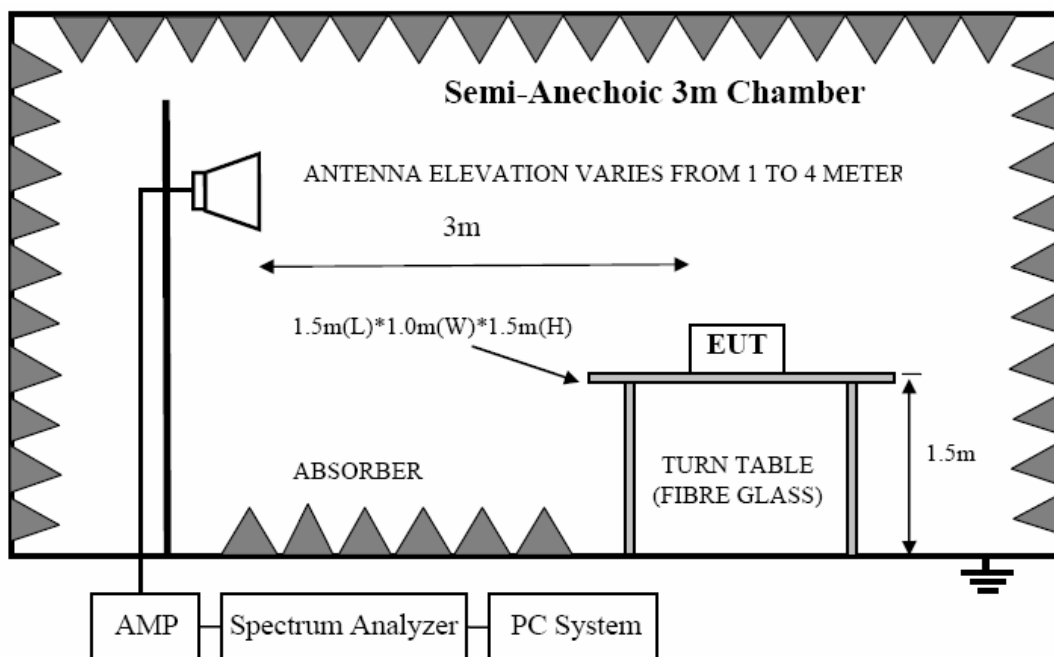 Semi-Anechoic 3m Chamber
ANTENNA ELEVATION VARIES FROM 1 TO 4 METER
3m
1.5m(L)*1.0m(W)*1.5m(H)
EUT
1.5m
ABSORBER
TURN TABLE
(FIBRE GLASS)
AMP
Spectrum Analyzer
PC System